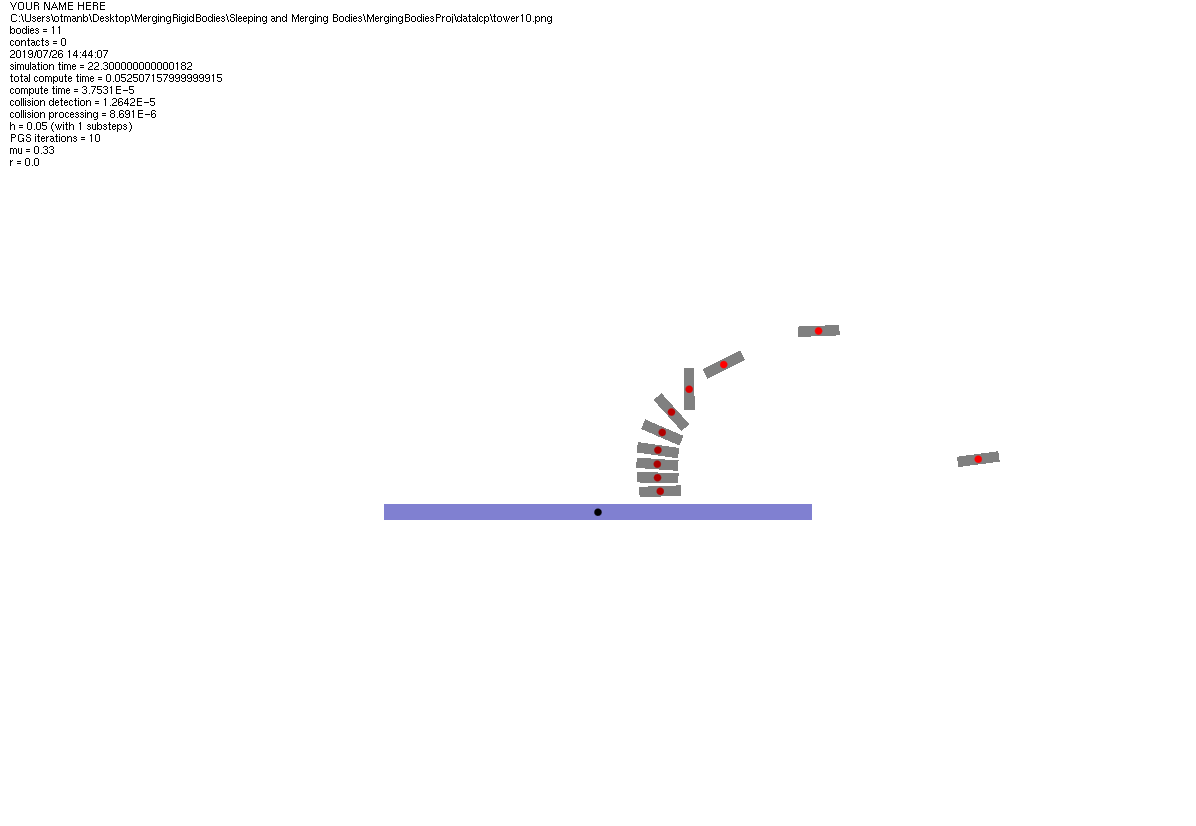 YOUR NAME HERE
C:\Users\otmanb\Desktop\MergingRigidBodies\Sleeping and Merging Bodies\MergingBodiesProj\datalcp\tower10.png
bodies = 11
contacts = 0
2019/07/26 14:44:07
simulation time = 22.300000000000182
total compute time = 0.052507157999999915
compute time = 3.7531E-5
collision detection = 1.2642E-5
collision processing = 8.691E-6
h = 0.05 (with 1 substeps)
PGS iterations = 10
mu = 0.33
r = 0.0